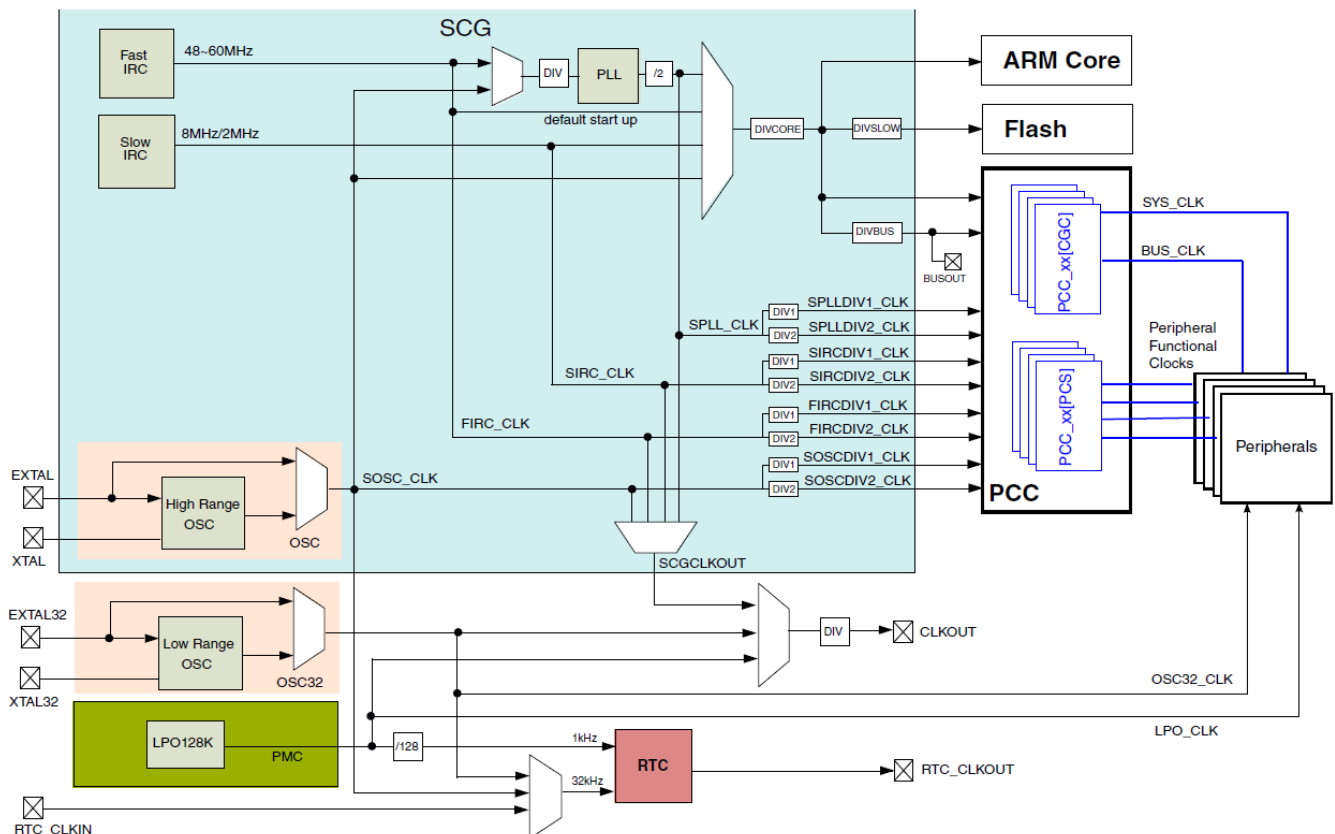 SCG
Fast
IRC
48~60MHz
DIV
PLL
/2
default start up
Slow
IRC
8MHz/2MHz
DIVCORE
DIVSLOW
DIVBUS
BUSOUT
ARM Core
Flash
PCC_xx[CGC]
SYS_CLK
BUS_CLK
SPLL_CLK
DIV1
SPLLDIV1_CLK
DIV2
SPLLDIV2_CLK
SIRC_CLK
DIV1
SIRCDIV1_CLK
DIV2
SIRCDIV2_CLK
FIRC_CLK
DIV1
FIRCDIV1_CLK
DIV2
FIRCDIV2_CLK
SOSC_CLK
DIV1
SOSCDIV1_CLK
DIV2
SOSCDIV2_CLK
PCC_xx[PCS]
PCC
Peripheral
Functional
Clocks
Peripherals
EXTAL
XTAL
High Range
OSC
OSC
SCGCLKOUT
EXTAL32
XTAL32
Low Range
OSC
OSC32
DIV
CLKOUT
OSC32_CLK
LPO_CLK
LPO128K
PMC
/128
1kHz
32kHz
RTC
RTC_CLKOUT
RTC_CLKIN